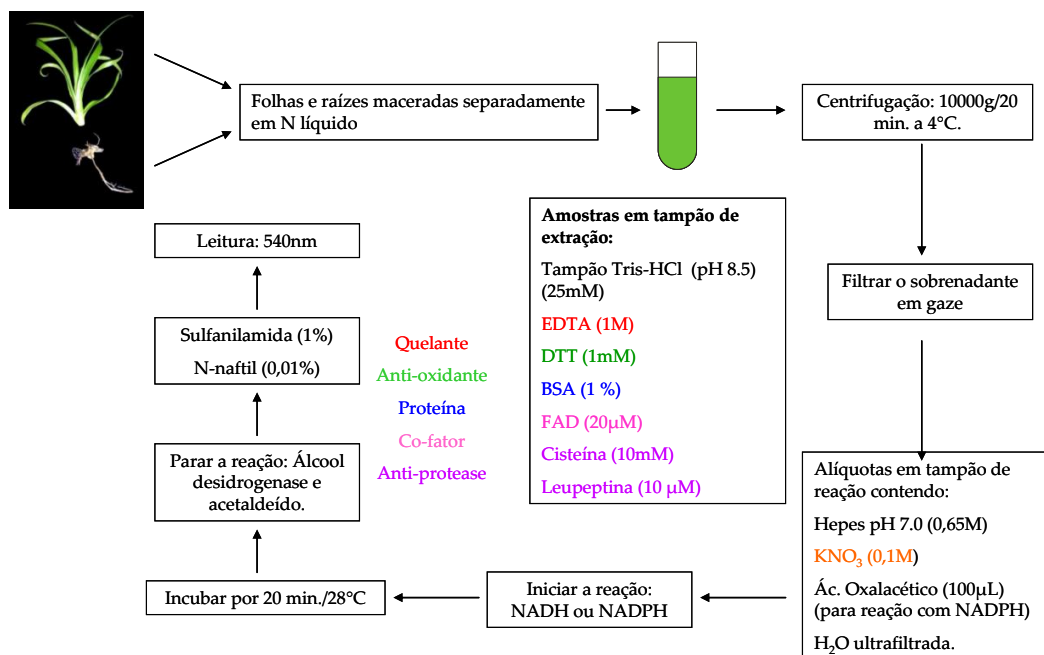 Folhas e raízes maceradas separadamente
em N líquido
Centrifugação: 10000g/20
min. a 4°C.
Filtrar o sobrenadante
em gaze
Amostras em tampão de
extração:
Tampão Tris-HCl (pH 8.5)
(25mM)
EDTA (1M)
DTT (1mM)
BSA (1 %)
FAD (20µM)
Cisteína (10mM)
Leupeptina (10 µM)
Quelante
Anti-oxidante
Proteína
Co-fator
Anti-protease
Alíquotas em tampão de
reação contendo:
Hepes pH 7.0 (0,65M)
KNO₃ (0,1M)
Ác. Oxalacético (100µL)
(para reação com NADPH)
H₂O ultrafiltrada.
Iniciar a reação:
NADH ou NADPH
Incubar por 20 min./28°C
Parar a reação: Álcool
desidrogenase e
acetaldeído.
Sulfanilamida (1%)
N-naftil (0,01%)
Leitura: 540nm